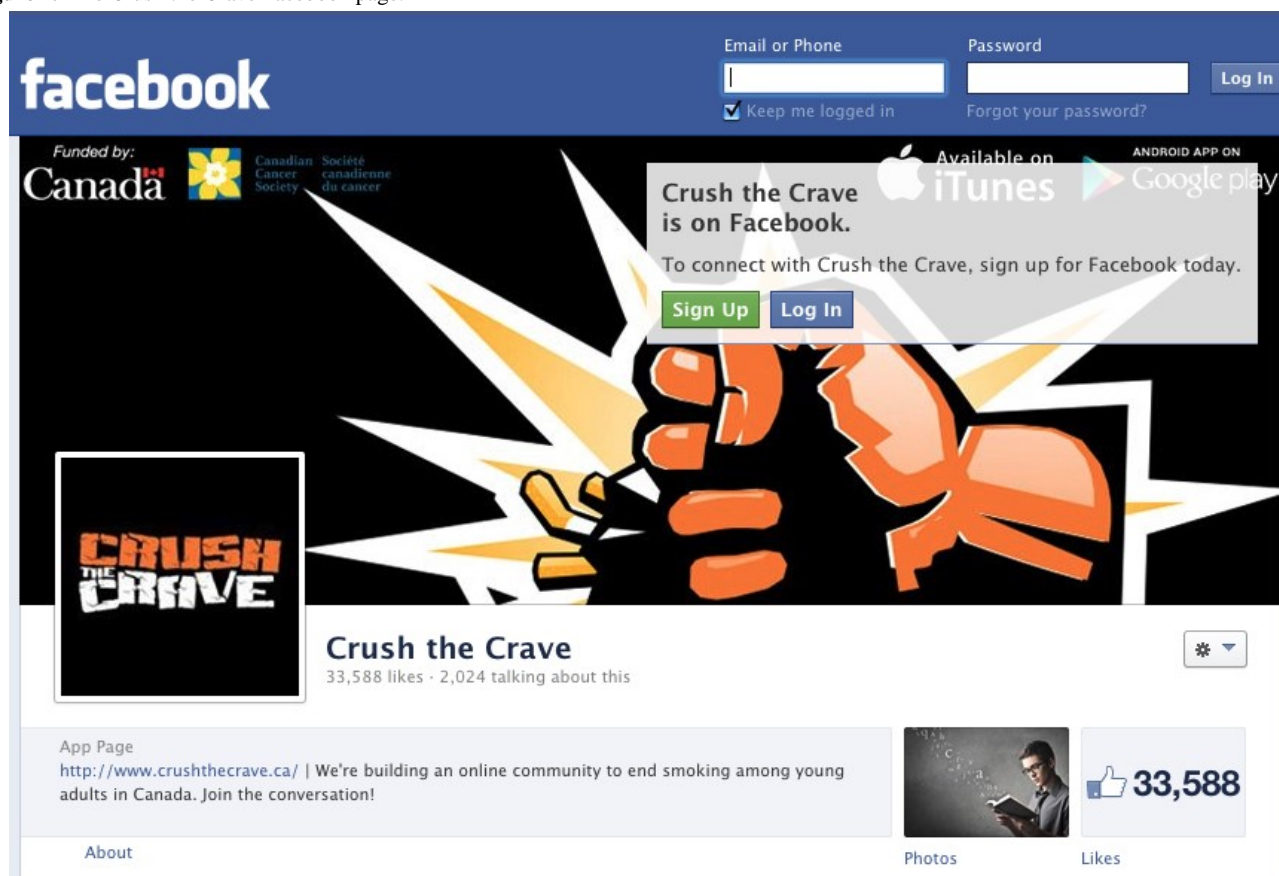 Email or Phone
Password
facebook
Log In
Keep me logged in
Forgot your password?
Funded by:
Canada
Canadian Société
Cancer canadienne
Society du cancer
Available on
iTunes
ANDROID APP ON
Google play
Crush the Crave
is on Facebook.
To connect with Crush the Crave, sign up for Facebook today.
Sign Up
Log In
CRUSH
THE
CRAVE
Crush the Crave
33,588 likes · 2,024 talking about this
App Page
http://www.crushthecrave.ca/ | We're building an online community to end smoking among young
adults in Canada. Join the conversation!
33,588
About
Photos
Likes